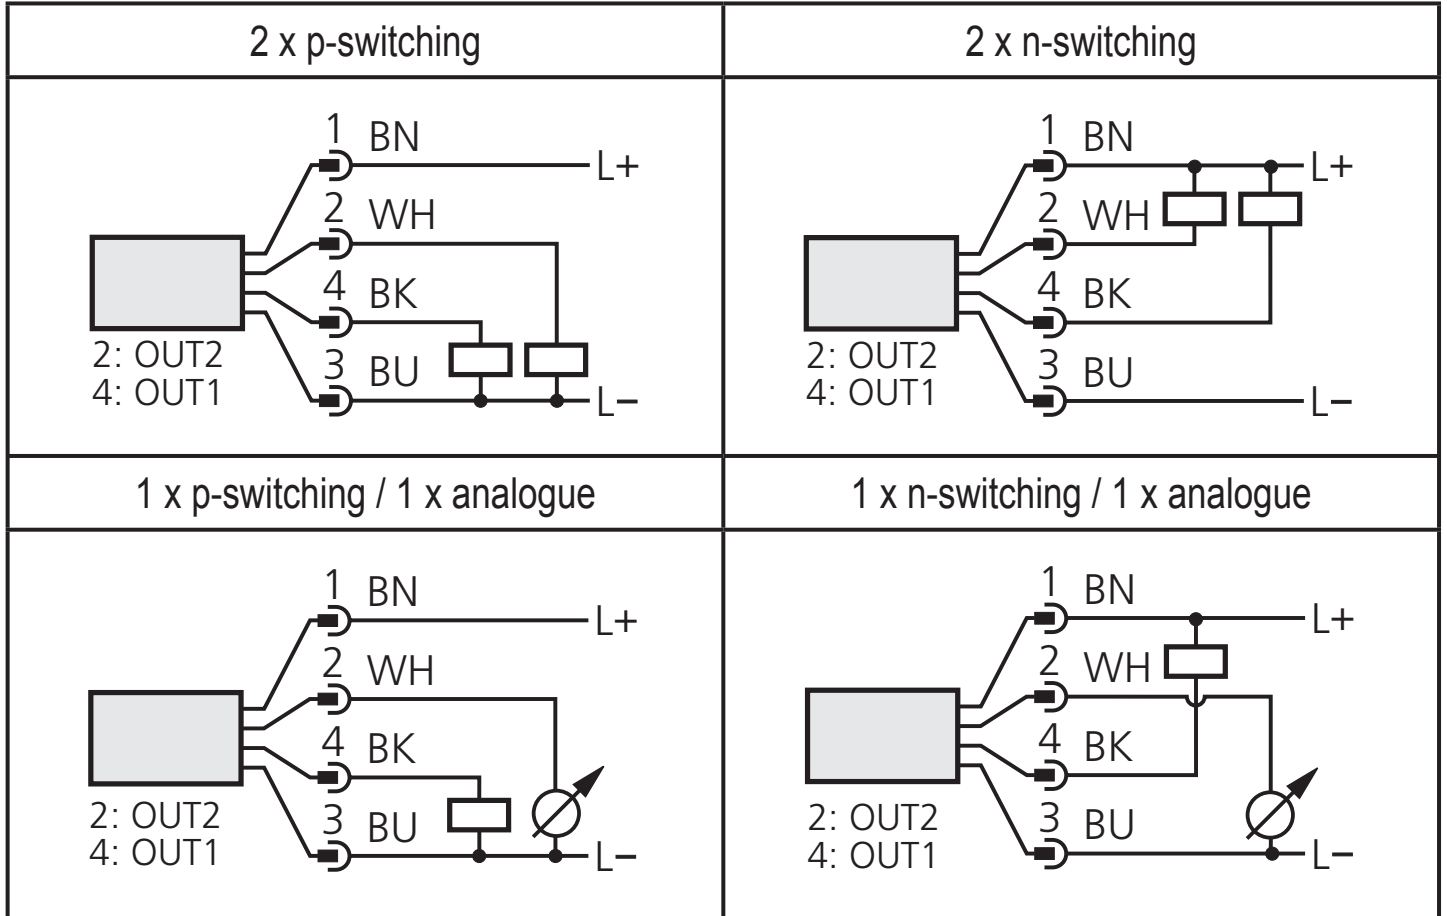 2 x p-switching
2 x n-switching
1 BN
L+
2 WH
4 BK
2: OUT2
3 BU
4: OUT1
L−
1 BN
L+
2 WH
4 BK
2: OUT2
3 BU
4: OUT1
L−
1 x p-switching / 1 x analogue
1 x n-switching / 1 x analogue
1 BN
L+
2 WH
4 BK
2: OUT2
3 BU
4: OUT1
L−
1 BN
L+
2 WH
4 BK
2: OUT2
3 BU
4: OUT1
L−